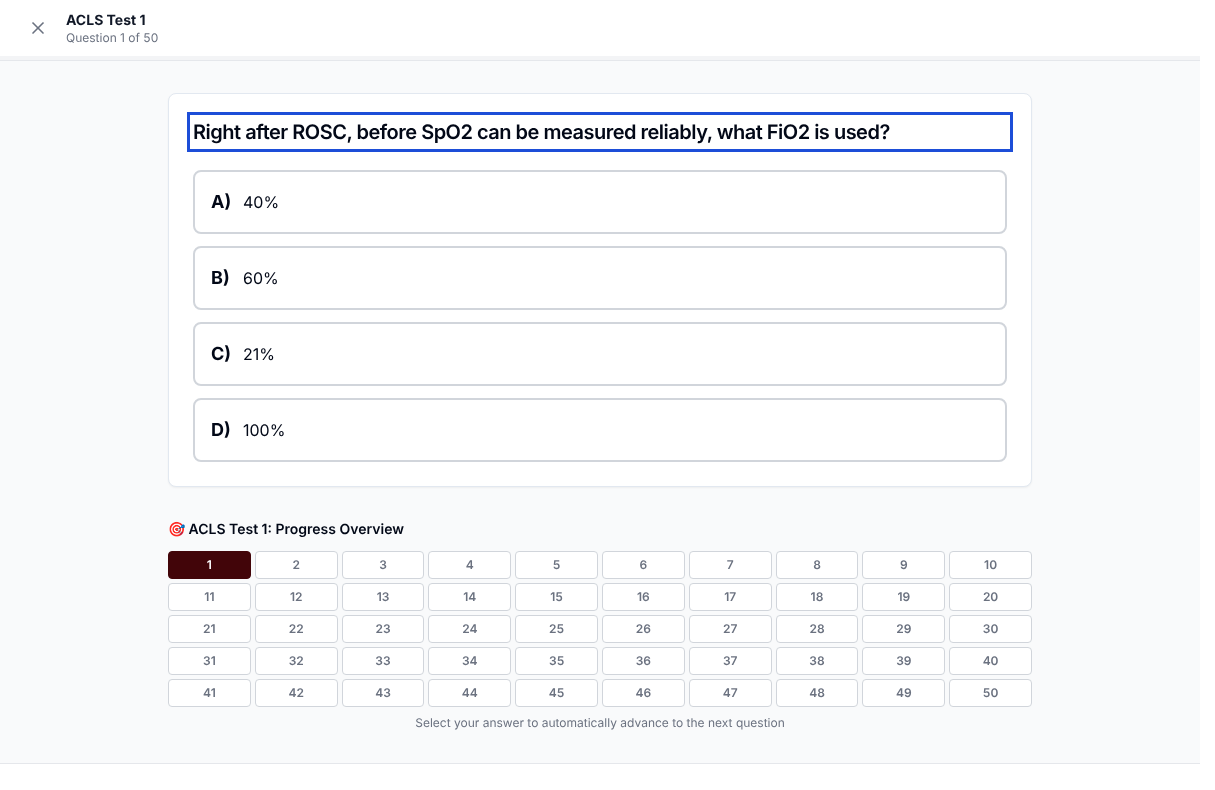 ACLS Test 1
Question 1 of 50
Right after ROSC, before SpO2 can be measured reliably, what FiO2 is used?
A) 40%
B) 60%
C) 21%
D) 100%
🎯 ACLS Test 1: Progress Overview
1 2 3 4 5 6 7 8 9 10
11 12 13 14 15 16 17 18 19 20
21 22 23 24 25 26 27 28 29 30
31 32 33 34 35 36 37 38 39 40
41 42 43 44 45 46 47 48 49 50
Select your answer to automatically advance to the next question